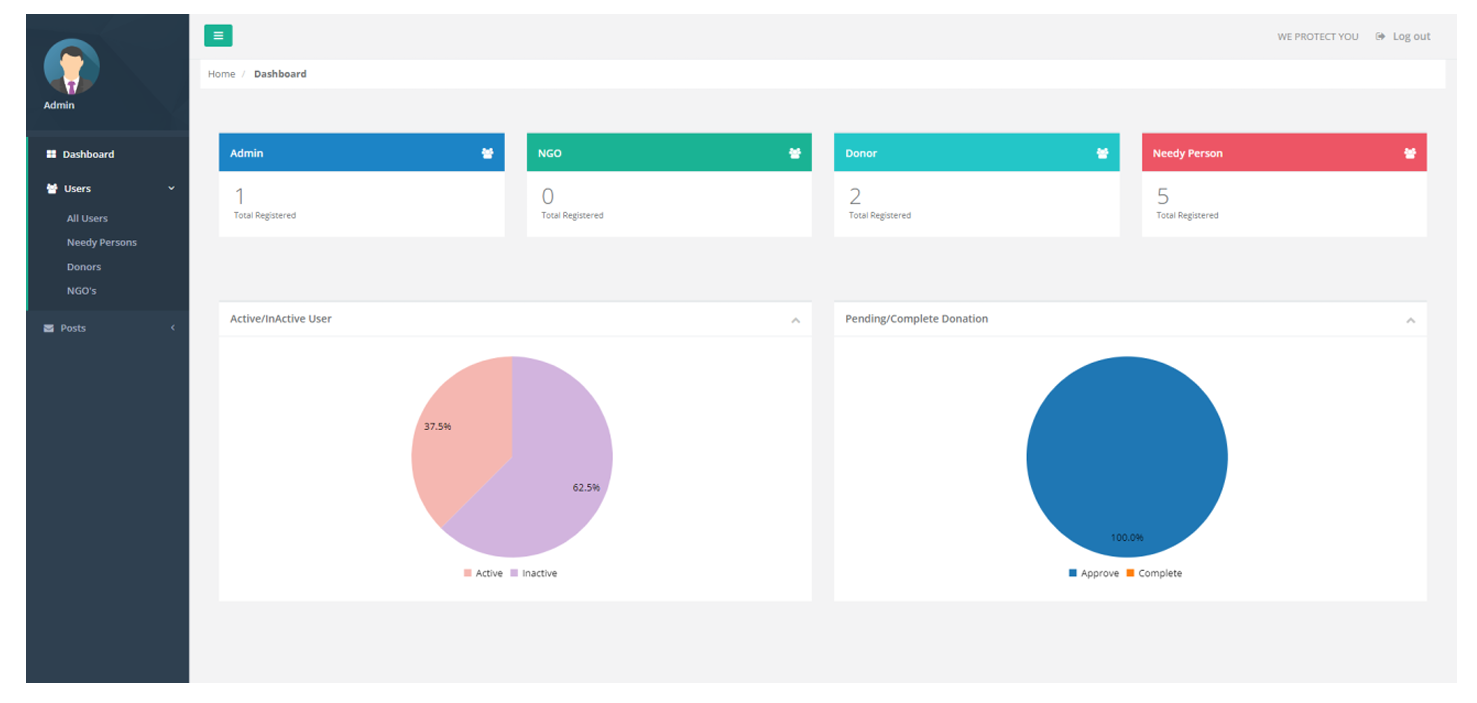 WE PROTECT YOU Log out
Home / Dashboard
Admin
Dashboard
Users
All Users
Needy Persons
Donors
NGO's
Posts
Admin
1
Total Registered
NGO
0
Total Registered
Donor
2
Total Registered
Needy Person
5
Total Registered
Active/InActive User
37.5%
62.5%
Active Inactive
Pending/Complete Donation
100.0%
Approve Complete